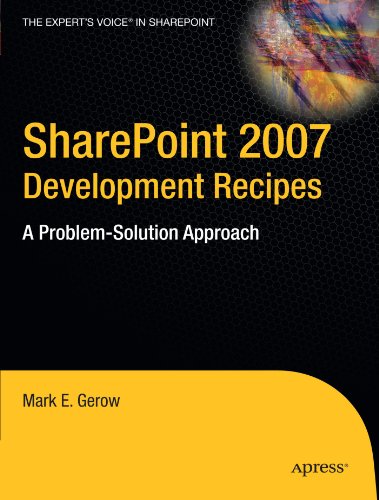 THE EXPERT'S VOICE® IN SHAREPOINT
SharePoint 2007
Development Recipes
A Problem-Solution Approach
Mark E. Gerow
Apress®